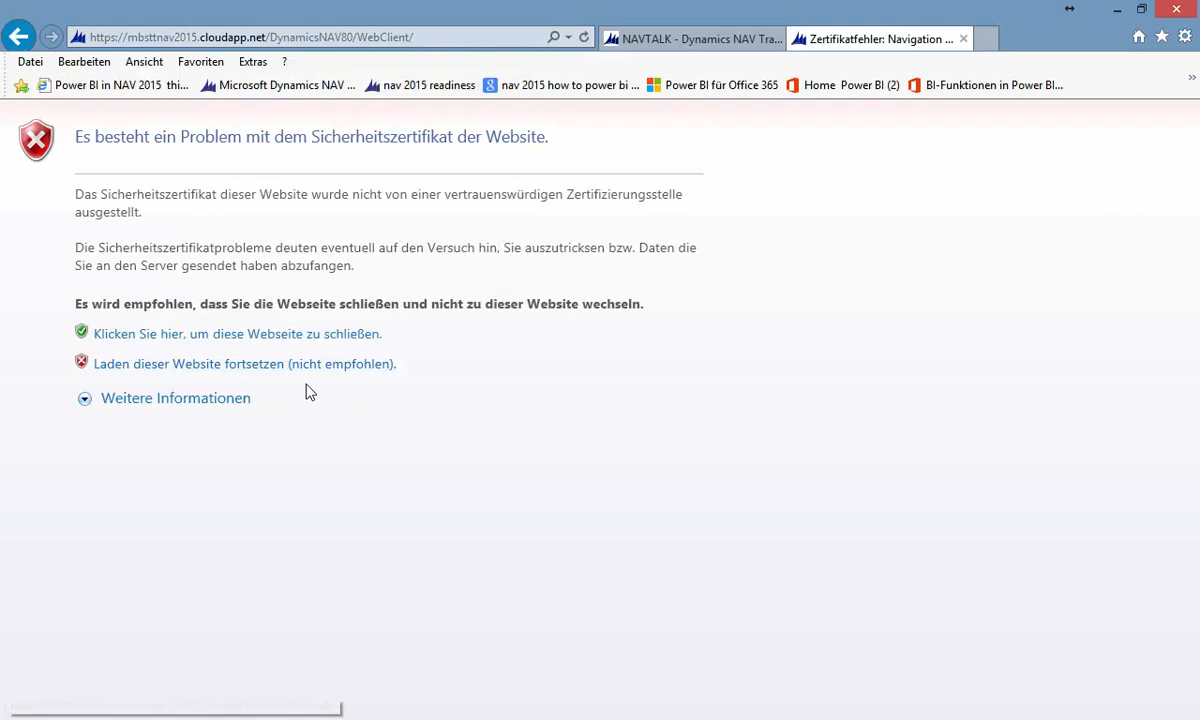 https://mbsttnav2015.cloudapp.net/DynamicsNAV80/WebClient/
NAVTALK - Dynamics NAV Tra...
Zertifikatfehler: Navigation ...
Datei Bearbeiten Ansicht Favoriten Extras ?
Power BI in NAV 2015 thi...
Microsoft Dynamics NAV ...
nav 2015 readiness
nav 2015 how to power bi ...
Power BI für Office 365
Home Power BI (2)
BI-Funktionen in Power BI...
Es besteht ein Problem mit dem Sicherheitszertifikat der Website.
Das Sicherheitszertifikat dieser Website wurde nicht von einer vertrauenswürdigen Zertifizierungsstelle
ausgestellt.
Die Sicherheitszertifikatprobleme deuten eventuell auf den Versuch hin, Sie auszutricksen bzw. Daten die
Sie an den Server gesendet haben abzufangen.
Es wird empfohlen, dass Sie die Webseite schließen und nicht zu dieser Website wechseln.
Klicken Sie hier, um diese Webseite zu schließen.
Laden dieser Website fortsetzen (nicht empfohlen).
Weitere Informationen